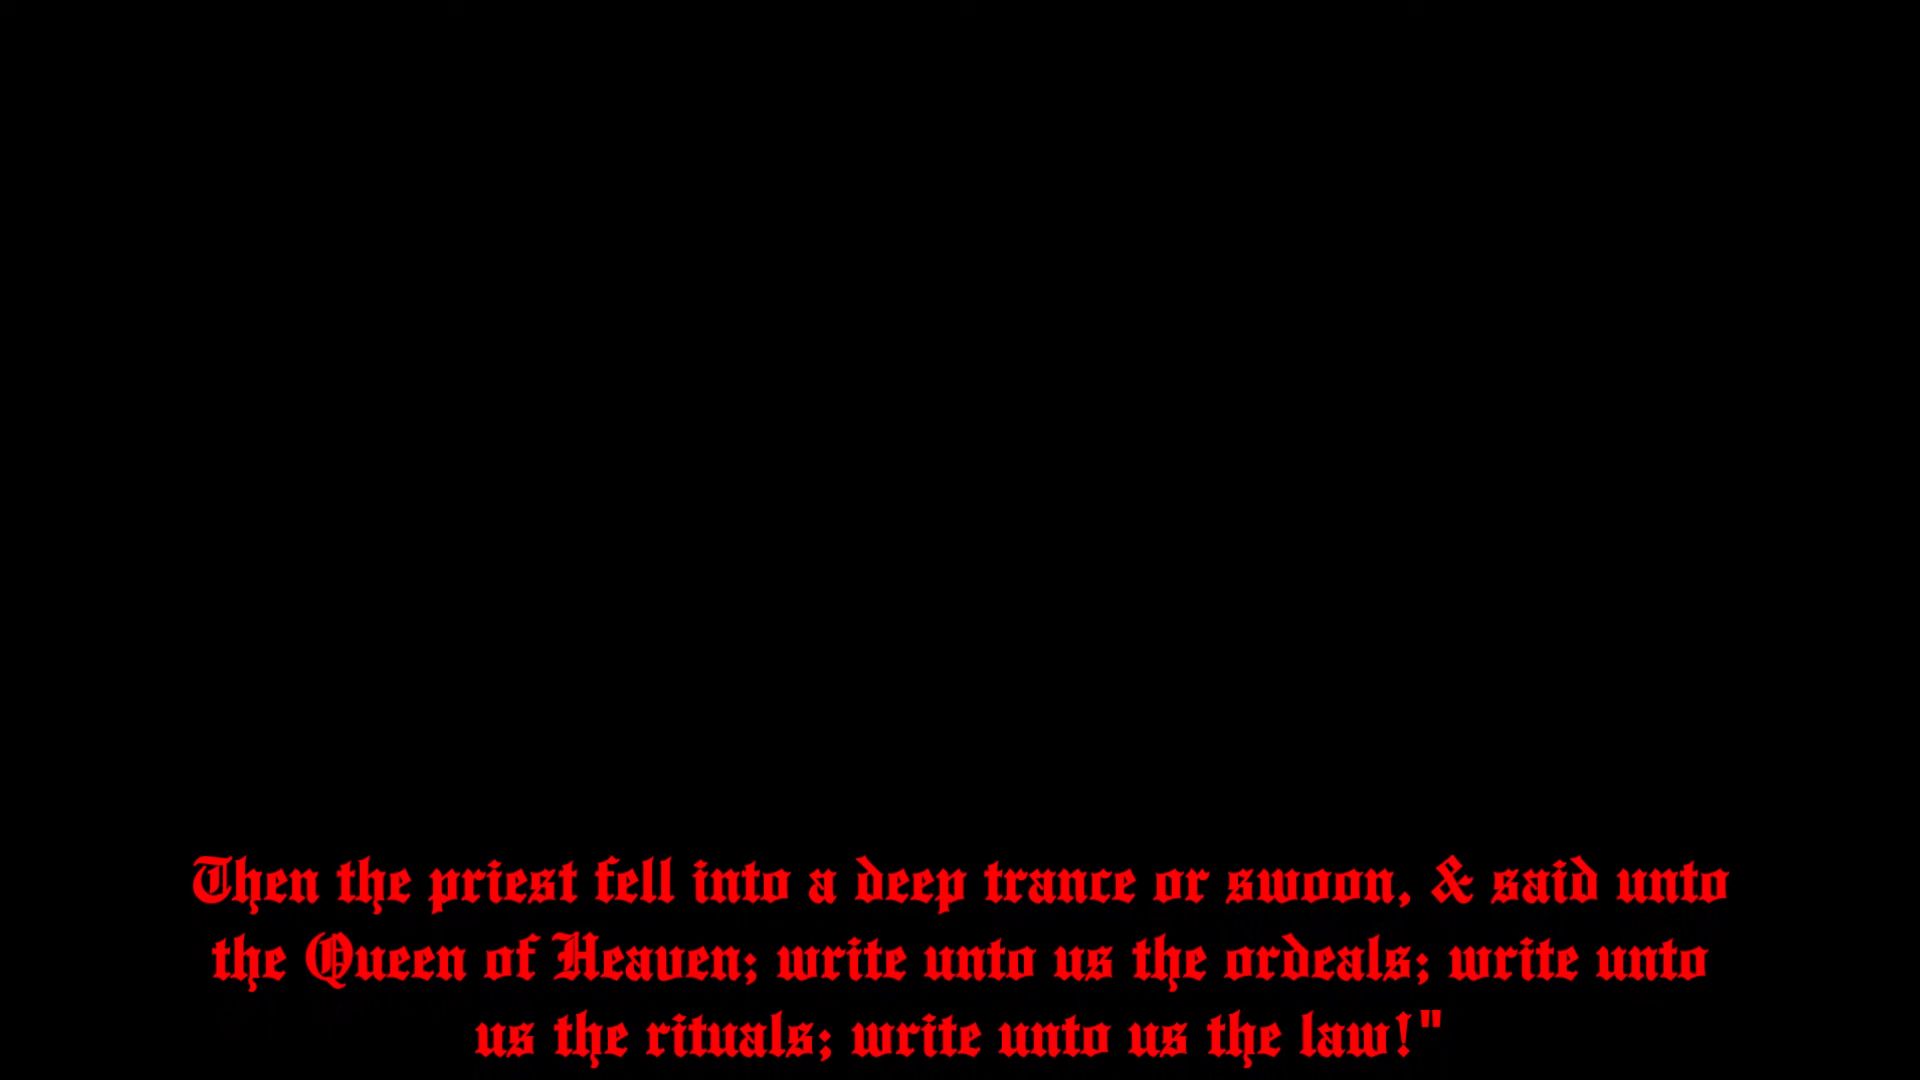 Then the priest fell into a deep trance or swoon, & said unto
the Queen of Heaven; write unto us the ordeals; write unto
us the rituals; write unto us the law!"